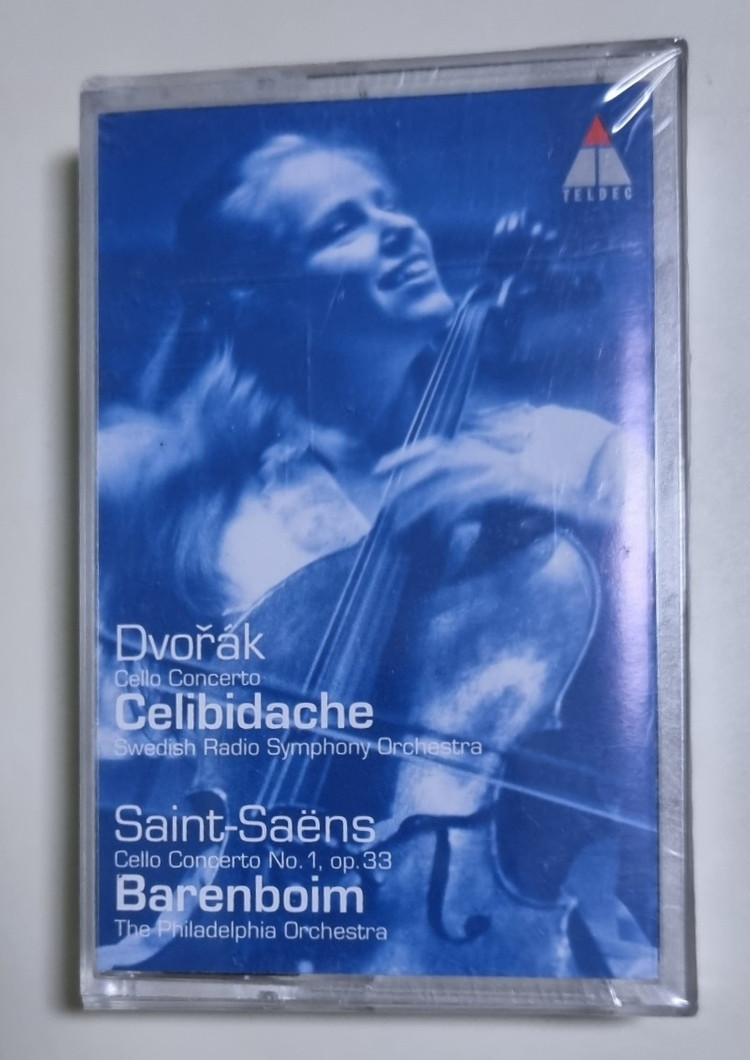 TELDEC
Dvořák
Cello Concerto
Celibidache
Swedish Radio Symphony Orchestra
Saint-Saëns
Cello Concerto No.1, op.33
Barenboim
The Philadelphia Orchestra